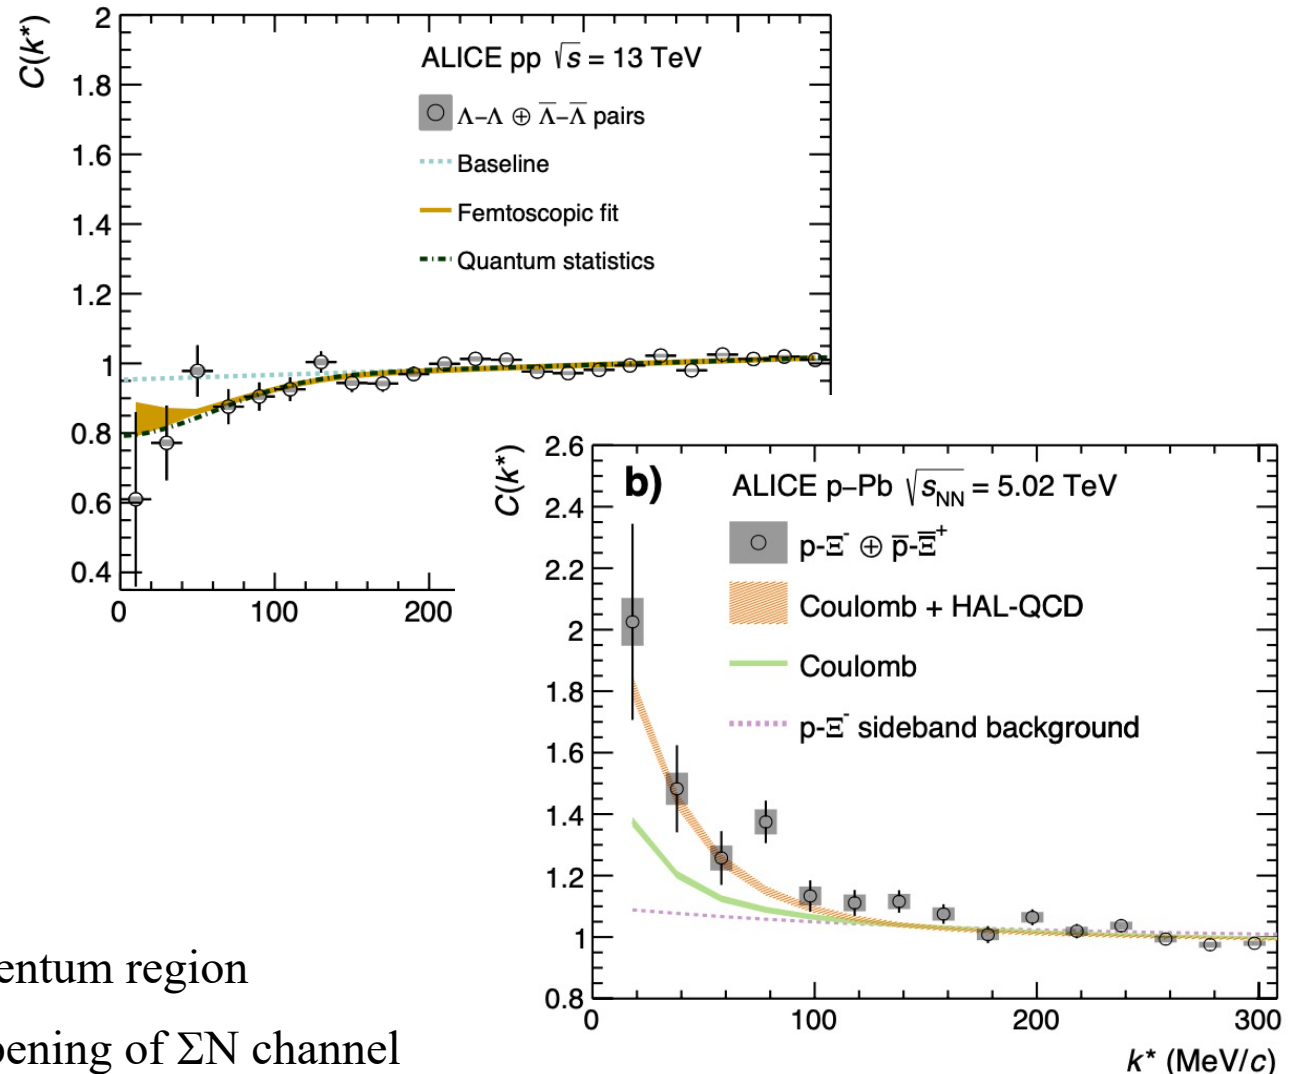 C(k*)
2
1.8
1.6
1.4
1.2
1
0.8
0.6
0.4
0
100
200
ALICE pp √s = 13 TeV
Λ–Λ ⊕ Λ̅–Λ̅ pairs
Baseline
Femtoscopic fit
Quantum statistics
C(k*)
2.6
2.4
2.2
2
1.8
1.6
1.4
1.2
1
0.8
0
100
200
300
k* (MeV/c)
b)
ALICE p–Pb √sNN = 5.02 TeV
p-Ξ⁻ ⊕ p̅-Ξ̅⁺
Coulomb + HAL-QCD
Coulomb
p-Ξ⁻ sideband background
entum region
pening of ΣN channel